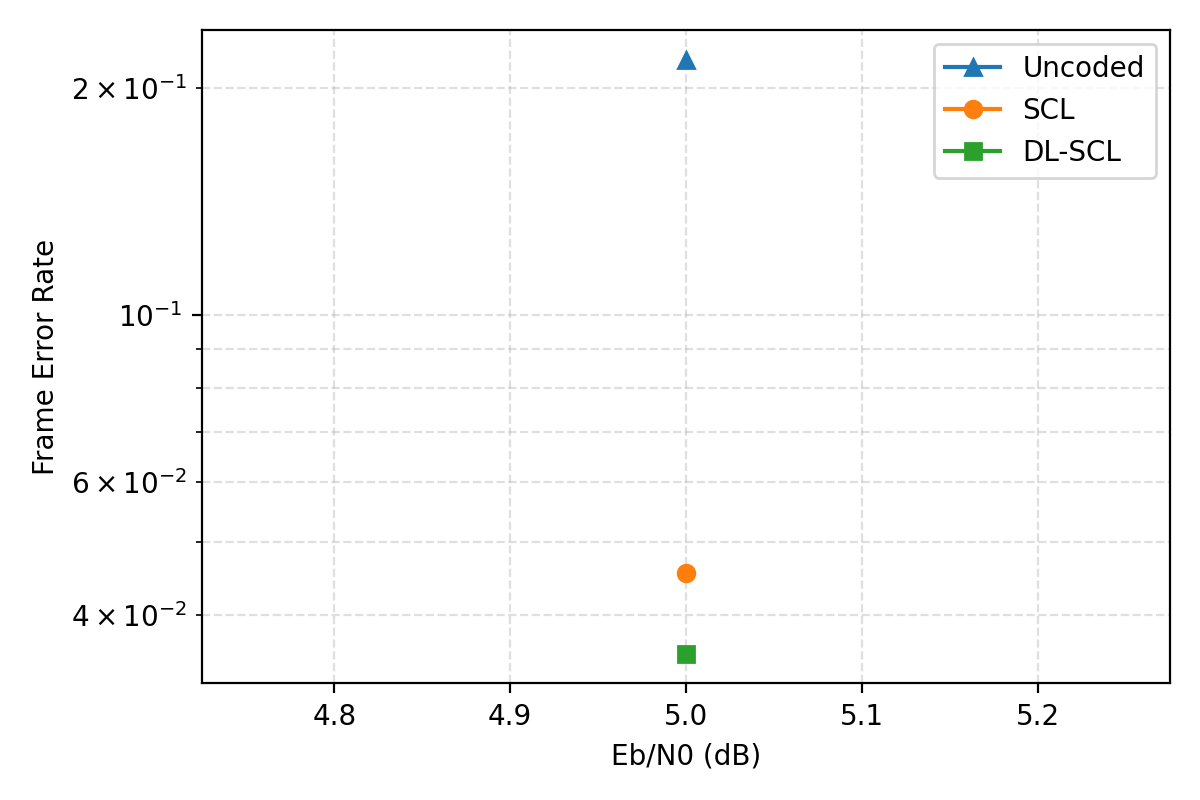 2 × 10⁻¹
10⁻¹
6 × 10⁻²
4 × 10⁻²
Frame Error Rate
Uncoded
SCL
DL-SCL
4.8 4.9 5.0 5.1 5.2
Eb/N0 (dB)